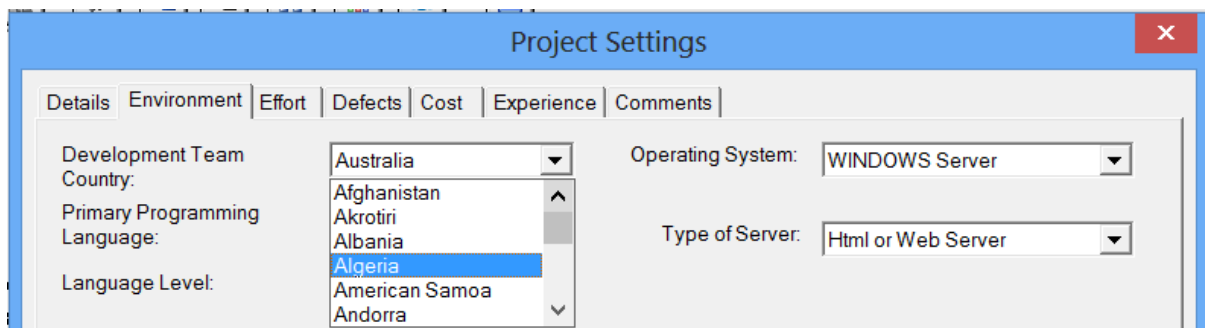 Project Settings
Details Environment Effort Defects Cost Experience Comments
Development Team
Country:
Australia
Afghanistan
Akrotiri
Albania
Algeria
American Samoa
Andorra
Primary Programming
Language:
Language Level:
Operating System:
WINDOWS Server
Type of Server:
Html or Web Server